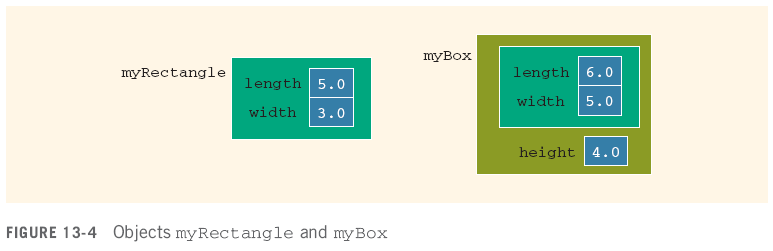 myRectangle
length 5.0
width 3.0
myBox
length 6.0
width 5.0
height 4.0
FIGURE 13-4 Objects myRectangle and myBox